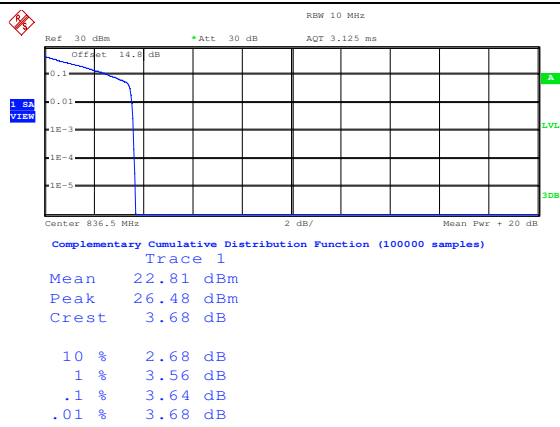 RBW 10 MHz
Ref 30 dBm *Att 30 dB AQT 3.125 ms
Offset 14.8 dB
0.1
A
0.01
1 SA
VIEW
1E-3
LVL
1E-4
1E-5
3DB
Center 836.5 MHz 2 dB/ Mean Pwr + 20 dB
Complementary Cumulative Distribution Function (100000 samples)
Trace 1
Mean 22.81 dBm
Peak 26.48 dBm
Crest 3.68 dB
10 % 2.68 dB
1 % 3.56 dB
.1 % 3.64 dB
.01 % 3.68 dB